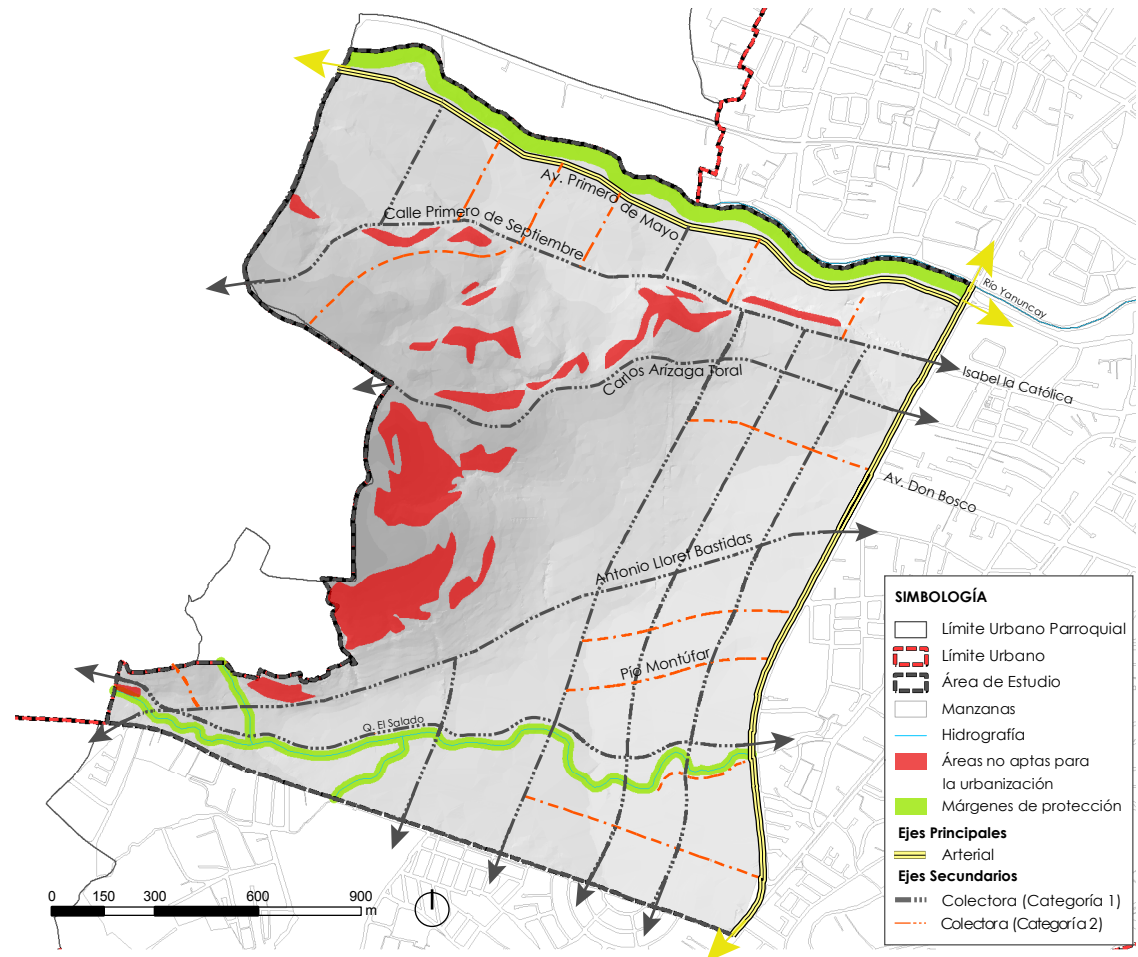 Av. Primero de Mayo
Calle Primero de Septiembre
Río Yanuncay
Isabel la Católica
Carlos Arízaga Toral
Av. Don Bosco
Antonio Lloret Bastidas
Pío Montúfar
Q. El Salado
SIMBOLOGÍA
Límite Urbano Parroquial
Límite Urbano
Área de Estudio
Manzanas
Hidrografía
Áreas no aptas para
la urbanización
Márgenes de protección
Ejes Principales
Arterial
Ejes Secundarios
Colectora (Categoría 1)
Colectora (Categoría 2)
0 150 300 600 900
m